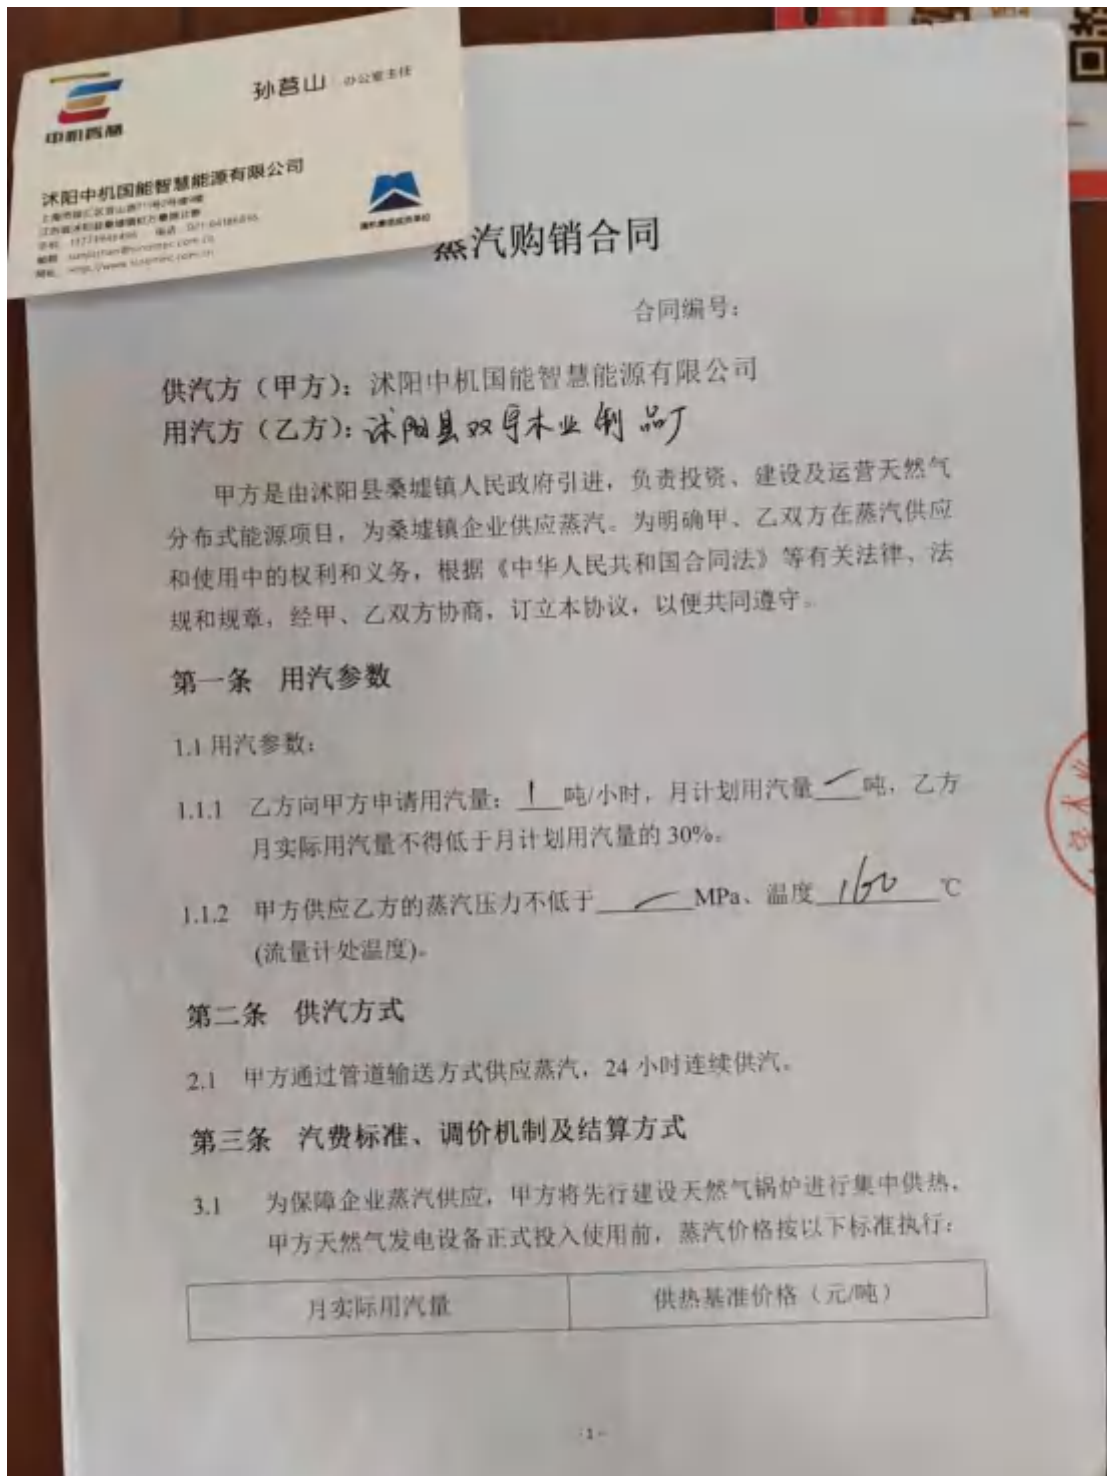 中机智慧
孙莒山 办公室主任
沭阳中机国能智慧能源有限公司
蒸汽购销合同
合同编号：
供汽方（甲方）：沭阳中机国能智慧能源有限公司
用汽方（乙方）：沭阳县双孚木业制品厂
甲方是由沭阳县桑墟镇人民政府引进，负责投资、建设及运营天然气
分布式能源项目，为桑墟镇企业供应蒸汽。为明确甲、乙双方在蒸汽供应
和使用中的权利和义务，根据《中华人民共和国合同法》等有关法律、法
规和规章，经甲、乙双方协商，订立本协议，以便共同遵守。
第一条 用汽参数
1.1 用汽参数：
1.1.1 乙方向甲方申请用汽量：1吨/小时，月计划用汽量 一 吨，乙方
月实际用汽量不得低于月计划用汽量的 30%。
1.1.2 甲方供应乙方的蒸汽压力不低于 一 MPa、温度 160 ℃
(流量计处温度)。
第二条 供汽方式
2.1 甲方通过管道输送方式供应蒸汽，24 小时连续供汽。
第三条 汽费标准、调价机制及结算方式
3.1 为保障企业蒸汽供应，甲方将先行建设天然气锅炉进行集中供热，
甲方天然气发电设备正式投入使用前，蒸汽价格按以下标准执行：
月实际用汽量 供热基准价格（元/吨）
- 1 -